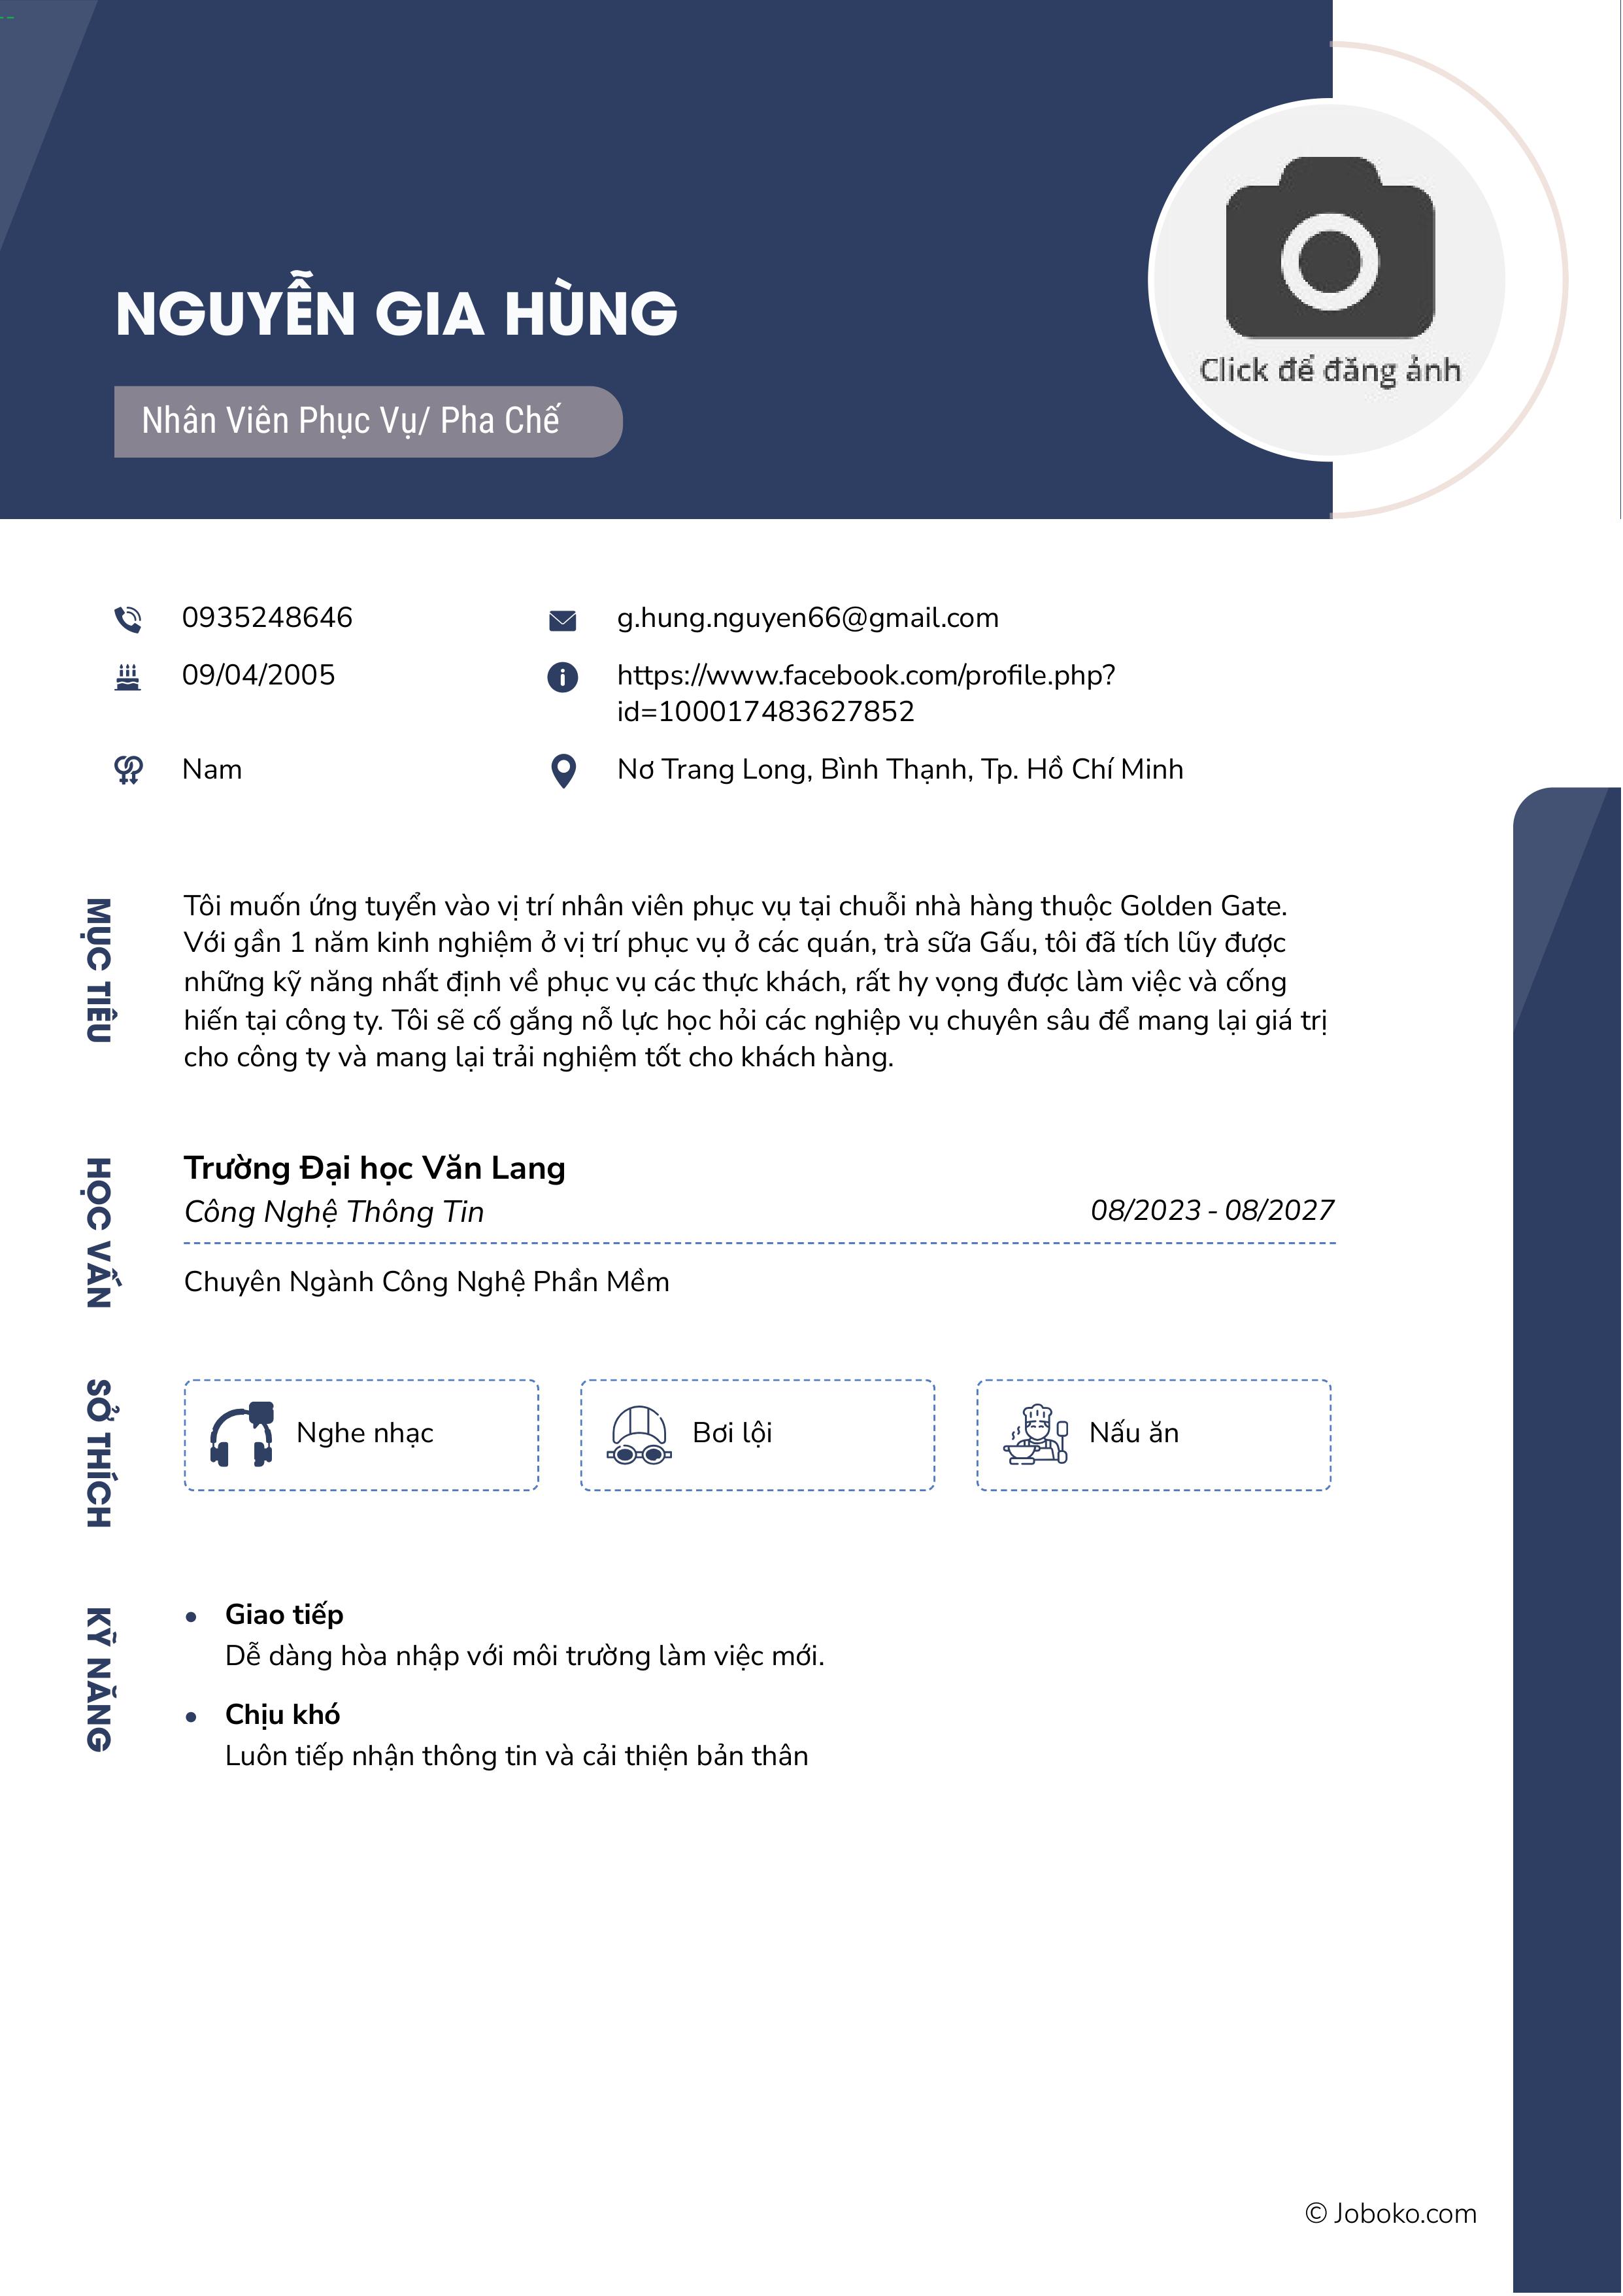 NGUYỄN GIA HÙNG
Nhân Viên Phục Vụ/ Pha Chế
Click để đăng ảnh
0935248646
g.hung.nguyen66@gmail.com
09/04/2005
https://www.facebook.com/profile.php?
id=100017483627852
Nam
Nơ Trang Long, Bình Thạnh, Tp. Hồ Chí Minh
MỤC TIÊU
Tôi muốn ứng tuyển vào vị trí nhân viên phục vụ tại chuỗi nhà hàng thuộc Golden Gate.
Với gần 1 năm kinh nghiệm ở vị trí phục vụ ở các quán, trà sữa Gấu, tôi đã tích lũy được
những kỹ năng nhất định về phục vụ các thực khách, rất hy vọng được làm việc và cống
hiến tại công ty. Tôi sẽ cố gắng nỗ lực học hỏi các nghiệp vụ chuyên sâu để mang lại giá trị
cho công ty và mang lại trải nghiệm tốt cho khách hàng.
HỌC VẤN
Trường Đại học Văn Lang
Công Nghệ Thông Tin 08/2023 - 08/2027
Chuyên Ngành Công Nghệ Phần Mềm
SỞ THÍCH
Nghe nhạc
Bơi lội
Nấu ăn
KỸ NĂNG
Giao tiếp
Dễ dàng hòa nhập với môi trường làm việc mới.
Chịu khó
Luôn tiếp nhận thông tin và cải thiện bản thân
© Joboko.com